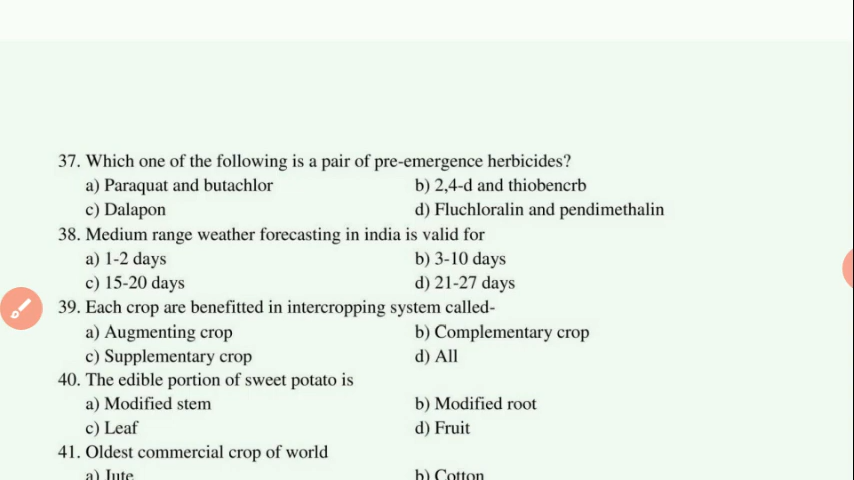 37. Which one of the following is a pair of pre-emergence herbicides?
a) Paraquat and butachlor b) 2,4-d and thiobencrb
c) Dalapon d) Fluchloralin and pendimethalin
38. Medium range weather forecasting in india is valid for
a) 1-2 days b) 3-10 days
c) 15-20 days d) 21-27 days
39. Each crop are benefitted in intercropping system called-
a) Augmenting crop b) Complementary crop
c) Supplementary crop d) All
40. The edible portion of sweet potato is
a) Modified stem b) Modified root
c) Leaf d) Fruit
41. Oldest commercial crop of world
a) Jute b) Cotton